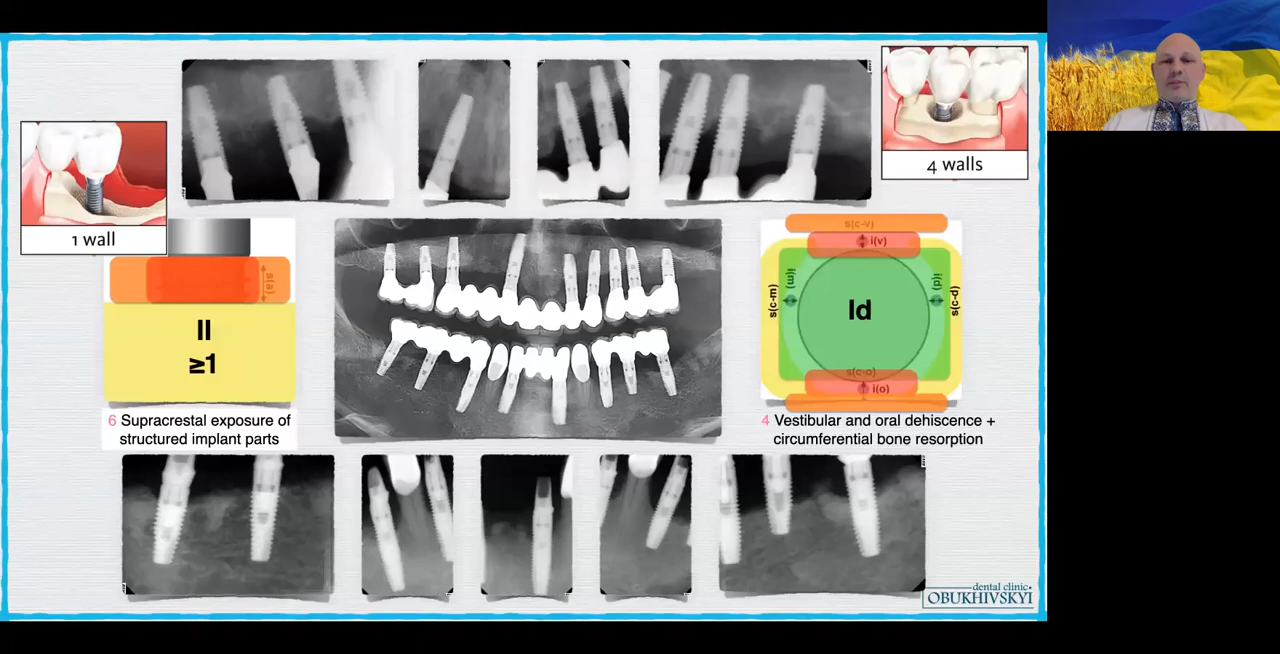 1 wall
4 walls
s(a)
II
≥1
6 Supracrestal exposure of
structured implant parts
s(c-v)
i(v)
s(c-m)
i(m)
Id
i(d)
s(c-d)
s(c-o)
i(o)
4 Vestibular and oral dehiscence +
circumferential bone resorption
dental clinic
OBUKHIVSKYI